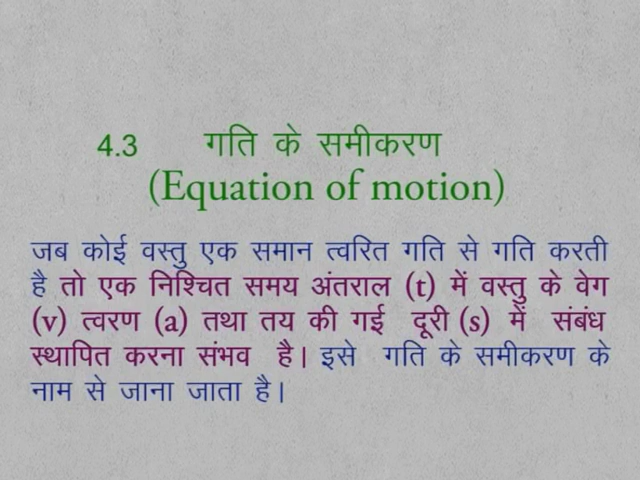 4.3 गति के समीकरण
(Equation of motion)
जब कोई वस्तु एक समान त्वरित गति से गति करती
है तो एक निश्चित समय अंतराल (t) में वस्तु के वेग
(v) त्वरण (a) तथा तय की गई दूरी (s) में संबंध
स्थापित करना संभव है। इसे गति के समीकरण के
नाम से जाना जाता है।